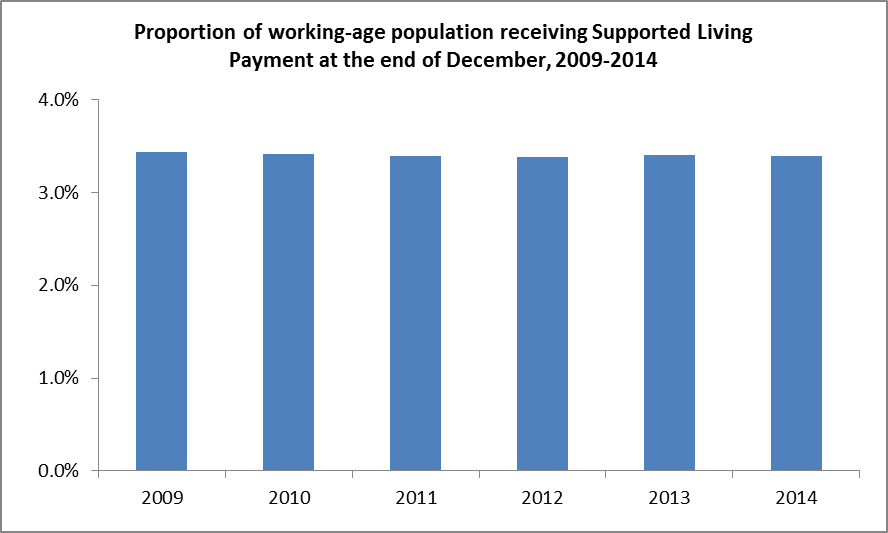 Proportion of working-age population receiving Supported Living
Payment at the end of December, 2009-2014
4.0%
3.0%
2.0%
1.0%
0.0%
2009 2010 2011 2012 2013 2014